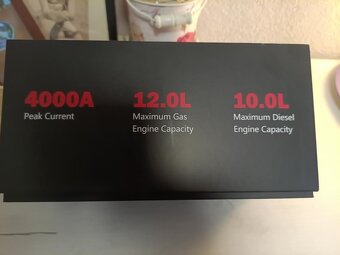 4000A
Peak Current
12.0L
Maximum Gas
Engine Capacity
10.0L
Maximum Diesel
Engine Capacity